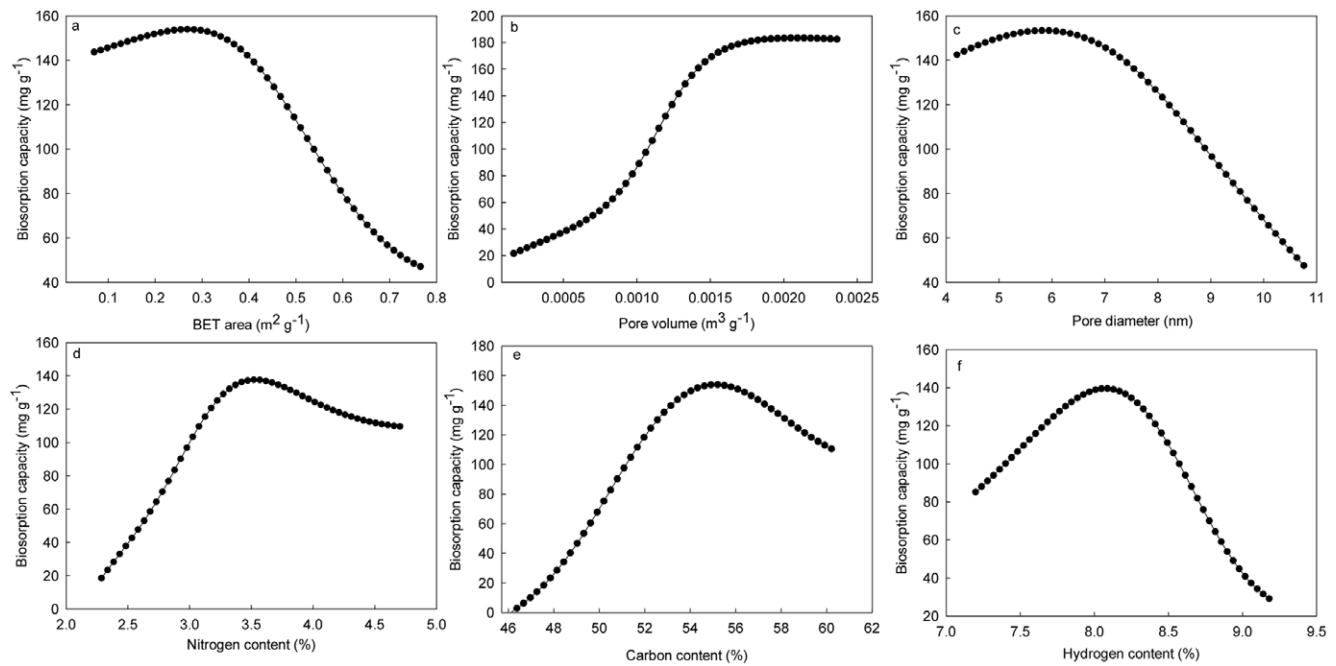 a
160
140
120
100
80
60
40
Biosorption capacity (mg g-1)
0.1 0.2 0.3 0.4 0.5 0.6 0.7 0.8
BET area (m2 g-1)
b
200
180
160
140
120
100
80
60
40
20
0
Biosorption capacity (mg g-1)
0.0005 0.0010 0.0015 0.0020 0.0025
Pore volume (m3 g-1)
c
160
140
120
100
80
60
40
Biosorption capacity (mg g-1)
4 5 6 7 8 9 10 11
Pore diameter (nm)
d
160
140
120
100
80
60
40
20
0
Biosorption capacity (mg g-1)
2.0 2.5 3.0 3.5 4.0 4.5 5.0
Nitrogen content (%)
e
180
160
140
120
100
80
60
40
20
0
Biosorption capacity (mg g-1)
46 48 50 52 54 56 58 60 62
Carbon content (%)
f
160
140
120
100
80
60
40
20
Biosorption capacity (mg g-1)
7.0 7.5 8.0 8.5 9.0 9.5
Hydrogen content (%)